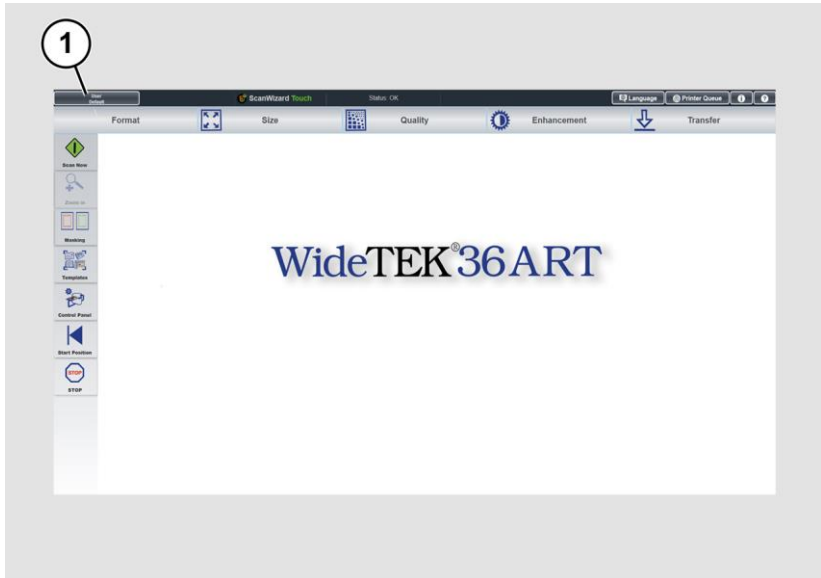 1
User
Default
ScanWizard Touch
Status: OK
Language
Printer Queue
i
?
Format
Size
Quality
Enhancement
Transfer
Scan Now
Zoom in
Masking
Templates
Control Panel
Start Position
STOP
STOP
WideTEK®36ART